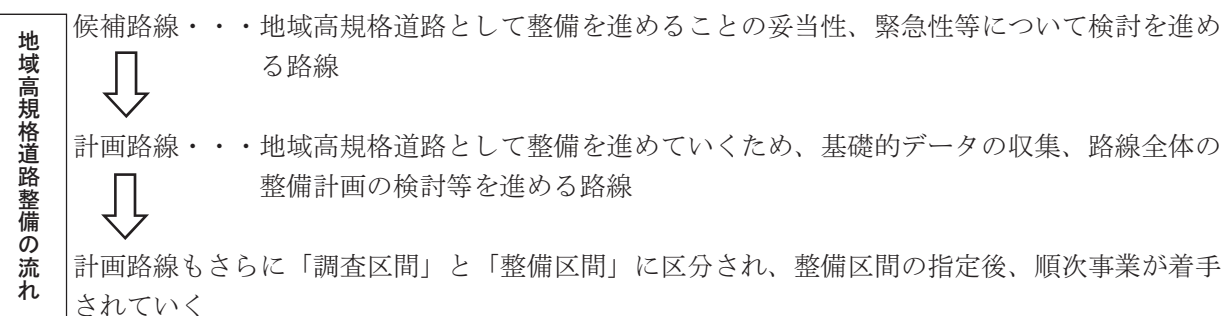 地域高規格道路整備の流れ
候補路線・・・地域高規格道路として整備を進めることの妥当性、緊急性等について検討を進め
る路線
計画路線・・・地域高規格道路として整備を進めていくため、基礎的データの収集、路線全体の
整備計画の検討等を進める路線
計画路線もさらに「調査区間」と「整備区間」に区分され、整備区間の指定後、順次事業が着手
されていく